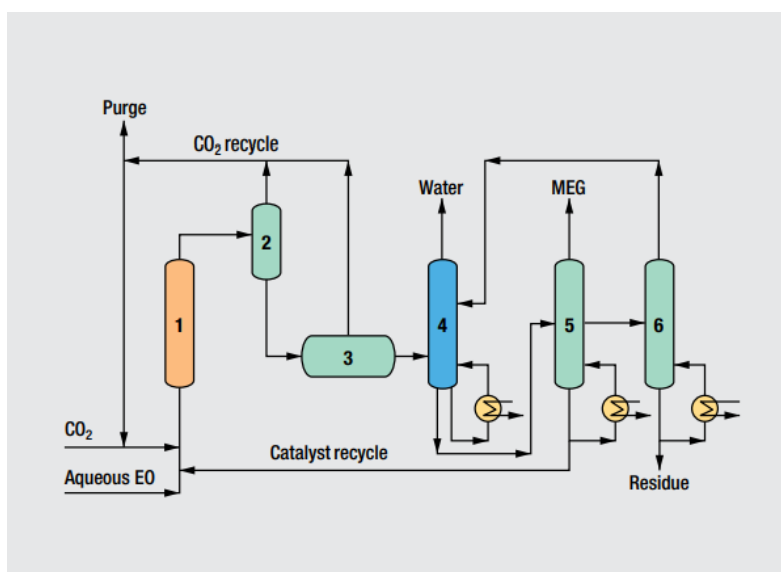 Purge
CO₂ recycle
Water
MEG
2
1
4
5
6
3
CO₂
Catalyst recycle
Aqueous EO
Residue